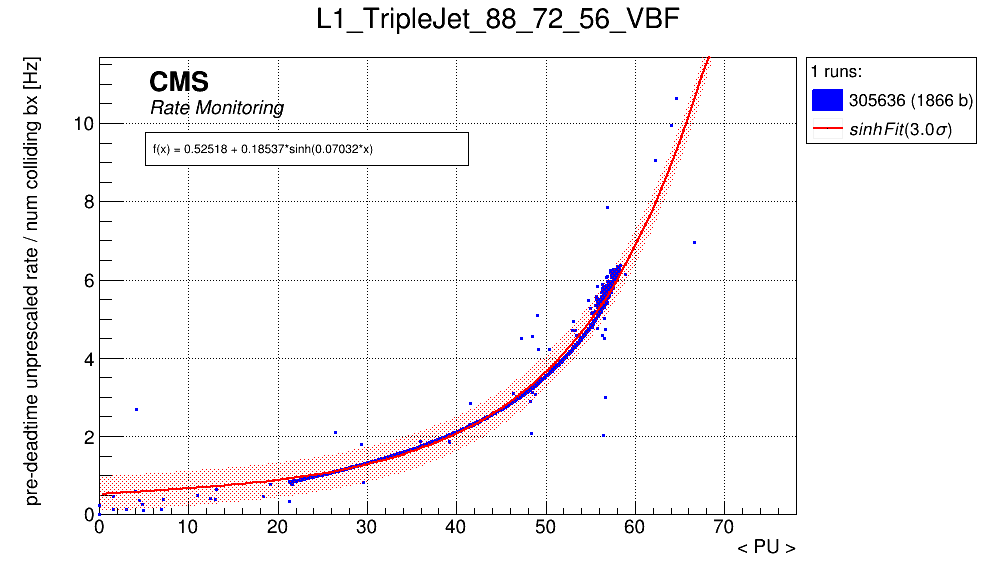 L1_TripleJet_88_72_56_VBF
pre-deadtime unprescaled rate / num colliding bx [Hz]
CMS
Rate Monitoring
f(x) = 0.52518 + 0.18537*sinh(0.07032*x)
1 runs:
305636 (1866 b)
sinhFit(3.0σ)
10
8
6
4
2
0
0 10 20 30 40 50 60 70
< PU >